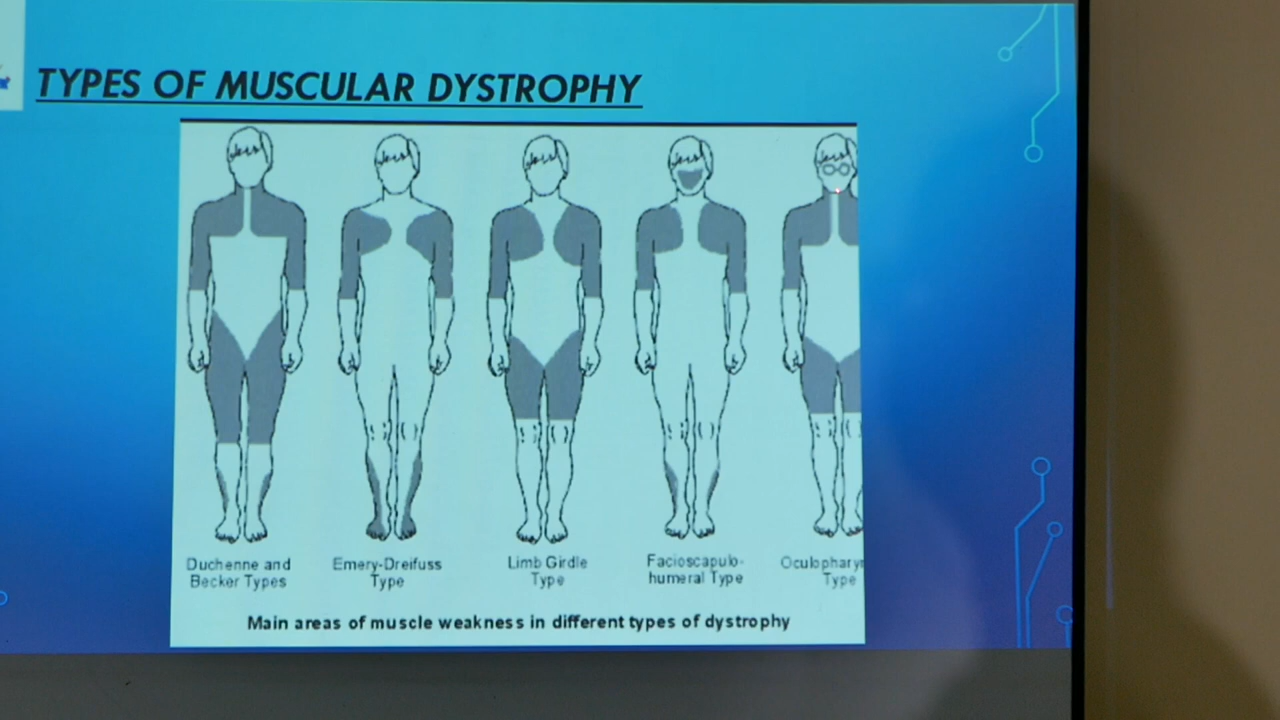 TYPES OF MUSCULAR DYSTROPHY
Duchenne and
Becker Types
Emery-Dreifuss
Type
Limb Girdle
Type
Facioscapulo-
humeral Type
Oculopharyn
Type
Main areas of muscle weakness in different types of dystrophy